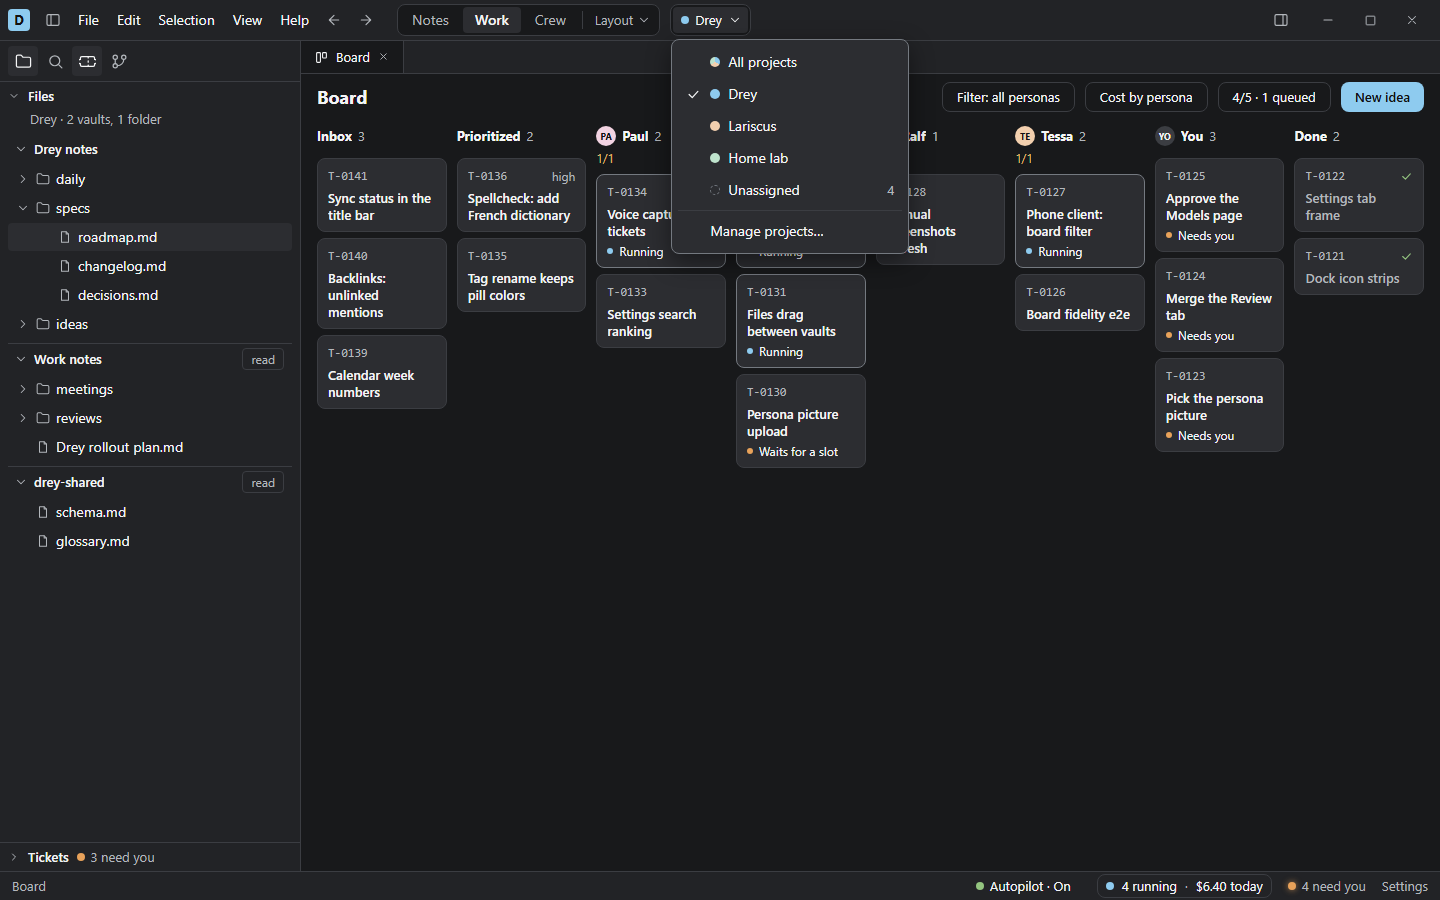 D File Edit Selection View Help Notes Work Crew Layout Drey
Board
Files
Drey · 2 vaults, 1 folder
Drey notes
daily
specs
roadmap.md
changelog.md
decisions.md
ideas
Work notes read
meetings
reviews
Drey rollout plan.md
drey-shared read
schema.md
glossary.md
Tickets 3 need you
All projects
Drey
Lariscus
Home lab
Unassigned 4
Manage projects...
Board Filter: all personas Cost by persona 4/5 · 1 queued New idea
Inbox 3
T-0141
Sync status in the
title bar
T-0140
Backlinks:
unlinked
mentions
T-0139
Calendar week
numbers
Prioritized 2
T-0136 high
Spellcheck: add
French dictionary
T-0135
Tag rename keeps
pill colors
PA Paul 2
1/1
T-0134
Voice
tickets
Running
T-0133
Settings search
ranking
Running
T-0131
Files drag
between vaults
Running
T-0130
Persona picture
upload
Waits for a slot
1
128
TE Tessa 2
1/1
T-0127
Phone client:
board filter
Running
T-0126
Board fidelity e2e
YO You 3
T-0125
Approve the
Models page
Needs you
T-0124
Merge the Review
tab
Needs you
T-0123
Pick the persona
picture
Needs you
Done 2
T-0122
Settings tab
frame
T-0121
Dock icon strips
Board Autopilot · On 4 running · $6.40 today 4 need you Settings